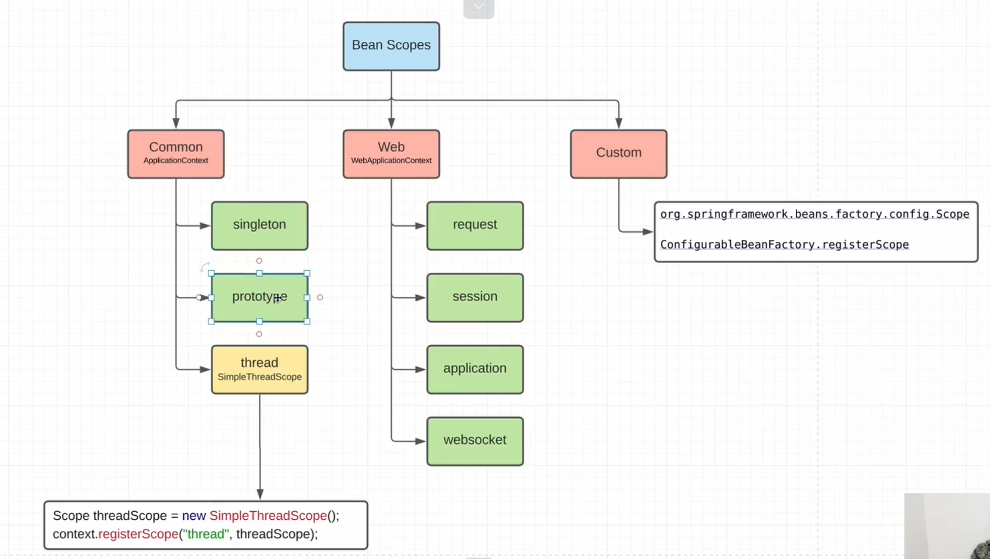 Bean Scopes
Common
ApplicationContext
Web
WebApplicationContext
Custom
singleton
prototype
thread
SimpleThreadScope
request
session
application
websocket
org.springframework.beans.factory.config.Scope
ConfigurableBeanFactory.registerScope
Scope threadScope = new SimpleThreadScope();
context.registerScope("thread", threadScope);